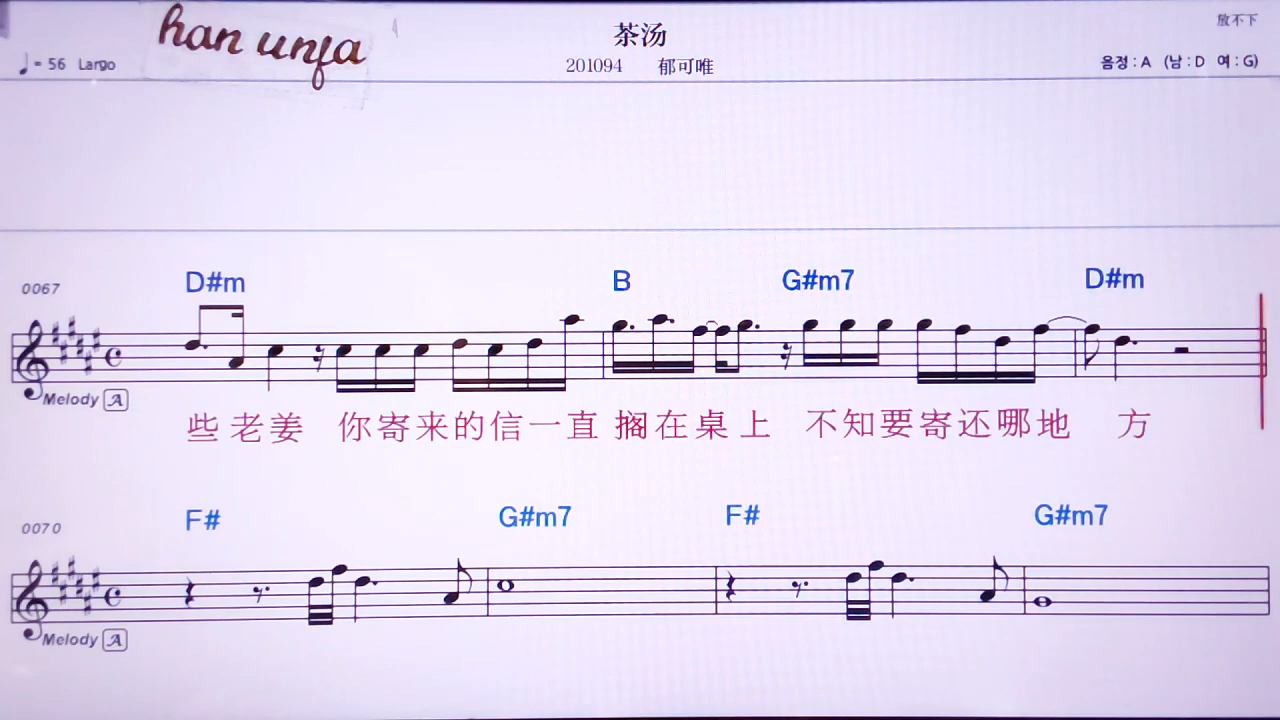 han unja
茶汤
放不下
♩= 56 Largo
201094 郁可唯
음정 : A (남 : D 여 : G)
0067
D#m B G#m7 D#m
Melody A
些老姜 你寄来的信一直 搁在桌上 不知要寄还哪地 方
0070
F# G#m7 F# G#m7
Melody A